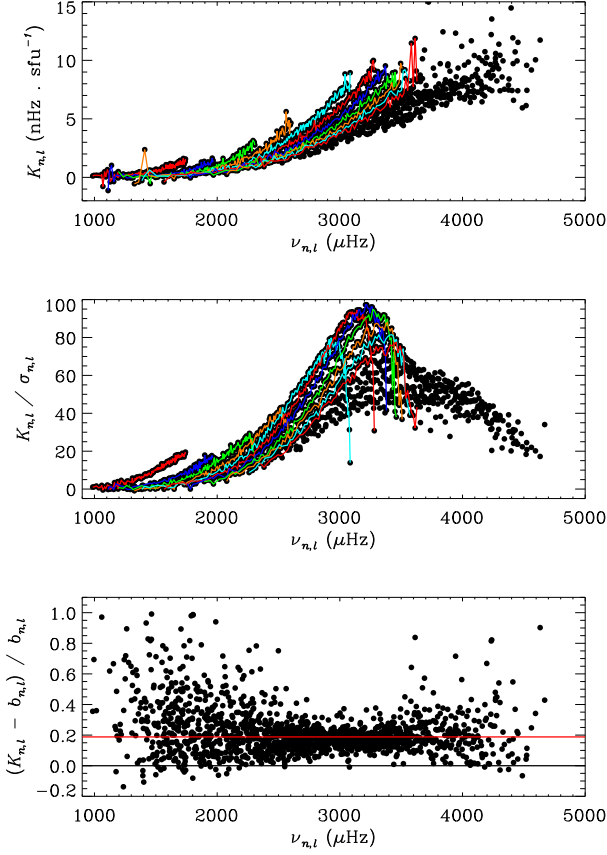 15
10
5
0
K_{n,l} (nHz . sfu⁻¹)
1000 2000 3000 4000 5000
ν_{n,l} (μHz)
100
80
60
40
20
0
K_{n,l} / σ_{n,l}
1000 2000 3000 4000 5000
ν_{n,l} (μHz)
1.0
0.8
0.6
0.4
0.2
0.0
−0.2
(K_{n,l} − b_{n,l}) / b_{n,l}
1000 2000 3000 4000 5000
ν_{n,l} (μHz)